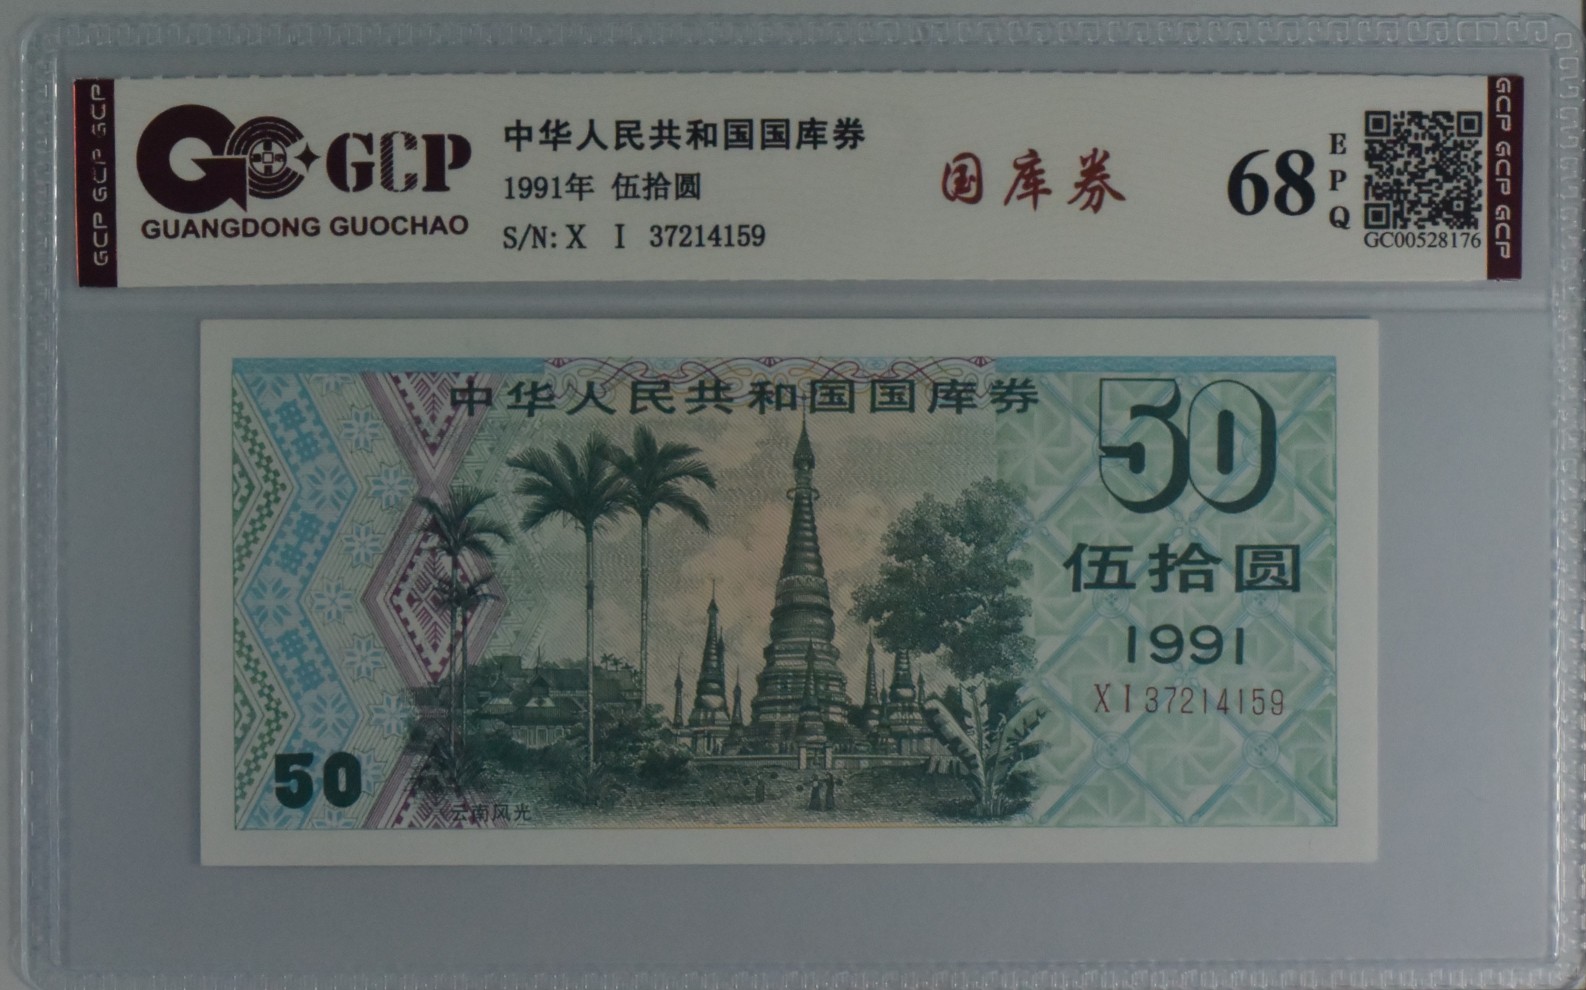 GCP GCP GCP
GCP
GUANGDONG GUOCHAO
中华人民共和国国库券
1991年 伍拾圆
S/N: X I 37214159
国库券
68
EPQ
GC00528176
GCP GCP GCP
中华人民共和国国库券
50
伍拾圆
1991
X I 37214159
50
云南风光